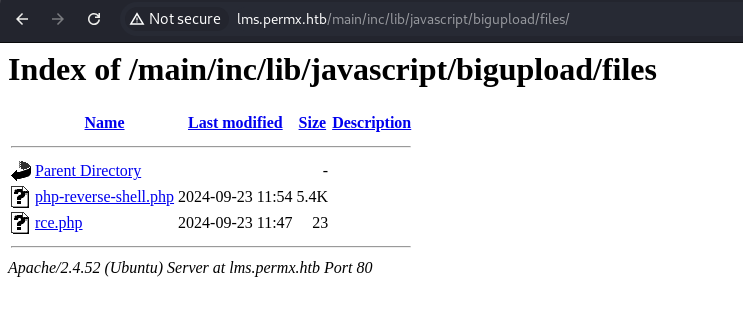 Not secure lms.permx.htb/main/inc/lib/javascript/bigupload/files/
Index of /main/inc/lib/javascript/bigupload/files
Name Last modified Size Description
Parent Directory -
php-reverse-shell.php 2024-09-23 11:54 5.4K
rce.php 2024-09-23 11:47 23
Apache/2.4.52 (Ubuntu) Server at lms.permx.htb Port 80